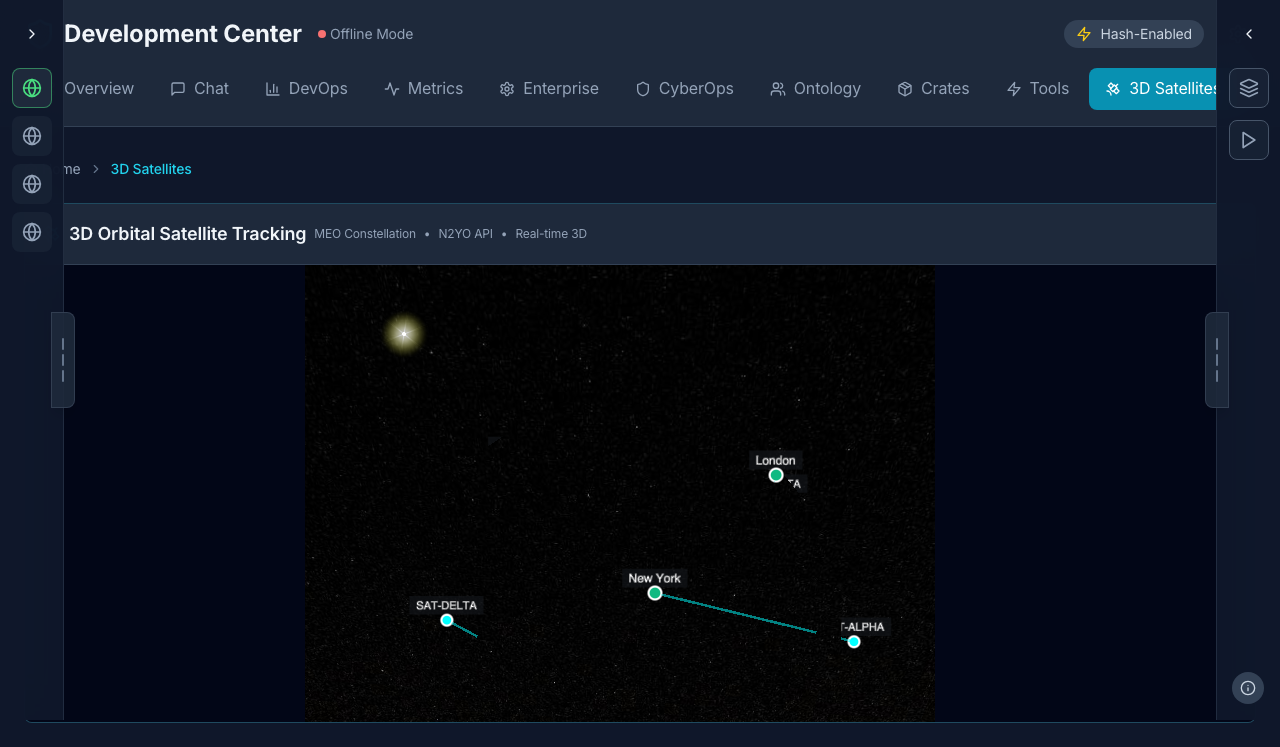 Development Center
Offline Mode
Hash-Enabled
Overview
Chat
DevOps
Metrics
Enterprise
CyberOps
Ontology
Crates
Tools
3D Satellites
me
3D Satellites
3D Orbital Satellite Tracking
MEO Constellation • N2YO API • Real-time 3D
London
TA
New York
SAT-DELTA
T-ALPHA